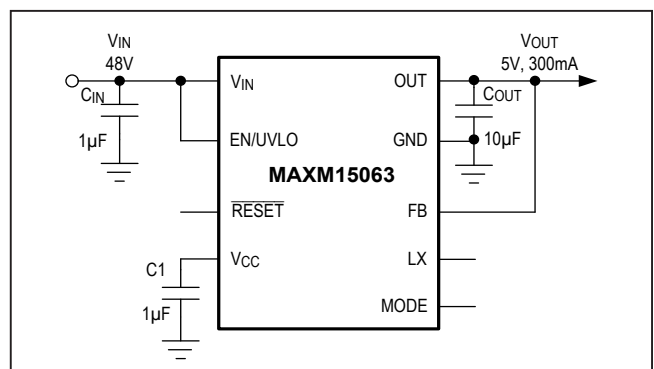 VIN
48V
CIN
1µF
VIN
EN/UVLO
RESET
VCC
C1
1µF
MAXM15063
OUT
GND
FB
LX
MODE
VOUT
5V, 300mA
COUT
10µF